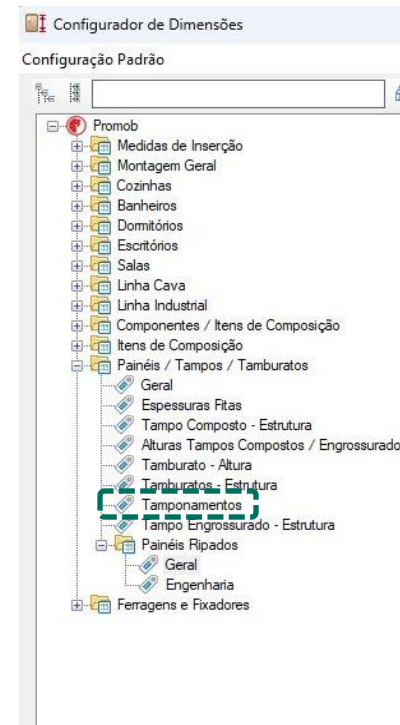 Configurador de Dimensões
Configuração Padrão
Promob
Medidas de Inserção
Montagem Geral
Cozinhas
Banheiros
Dormitórios
Escritórios
Salas
Linha Cava
Linha Industrial
Componentes / Itens de Composição
Itens de Composição
Painéis / Tampos / Tamburatos
Geral
Espessuras Fitas
Tampo Composto - Estrutura
Alturas Tampos Compostos / Engrossurado
Tamburato - Altura
Tamburatos - Estrutura
Tamponamentos
Tampo Engrossurado - Estrutura
Painéis Ripados
Geral
Engenharia
Ferragens e Fixadores